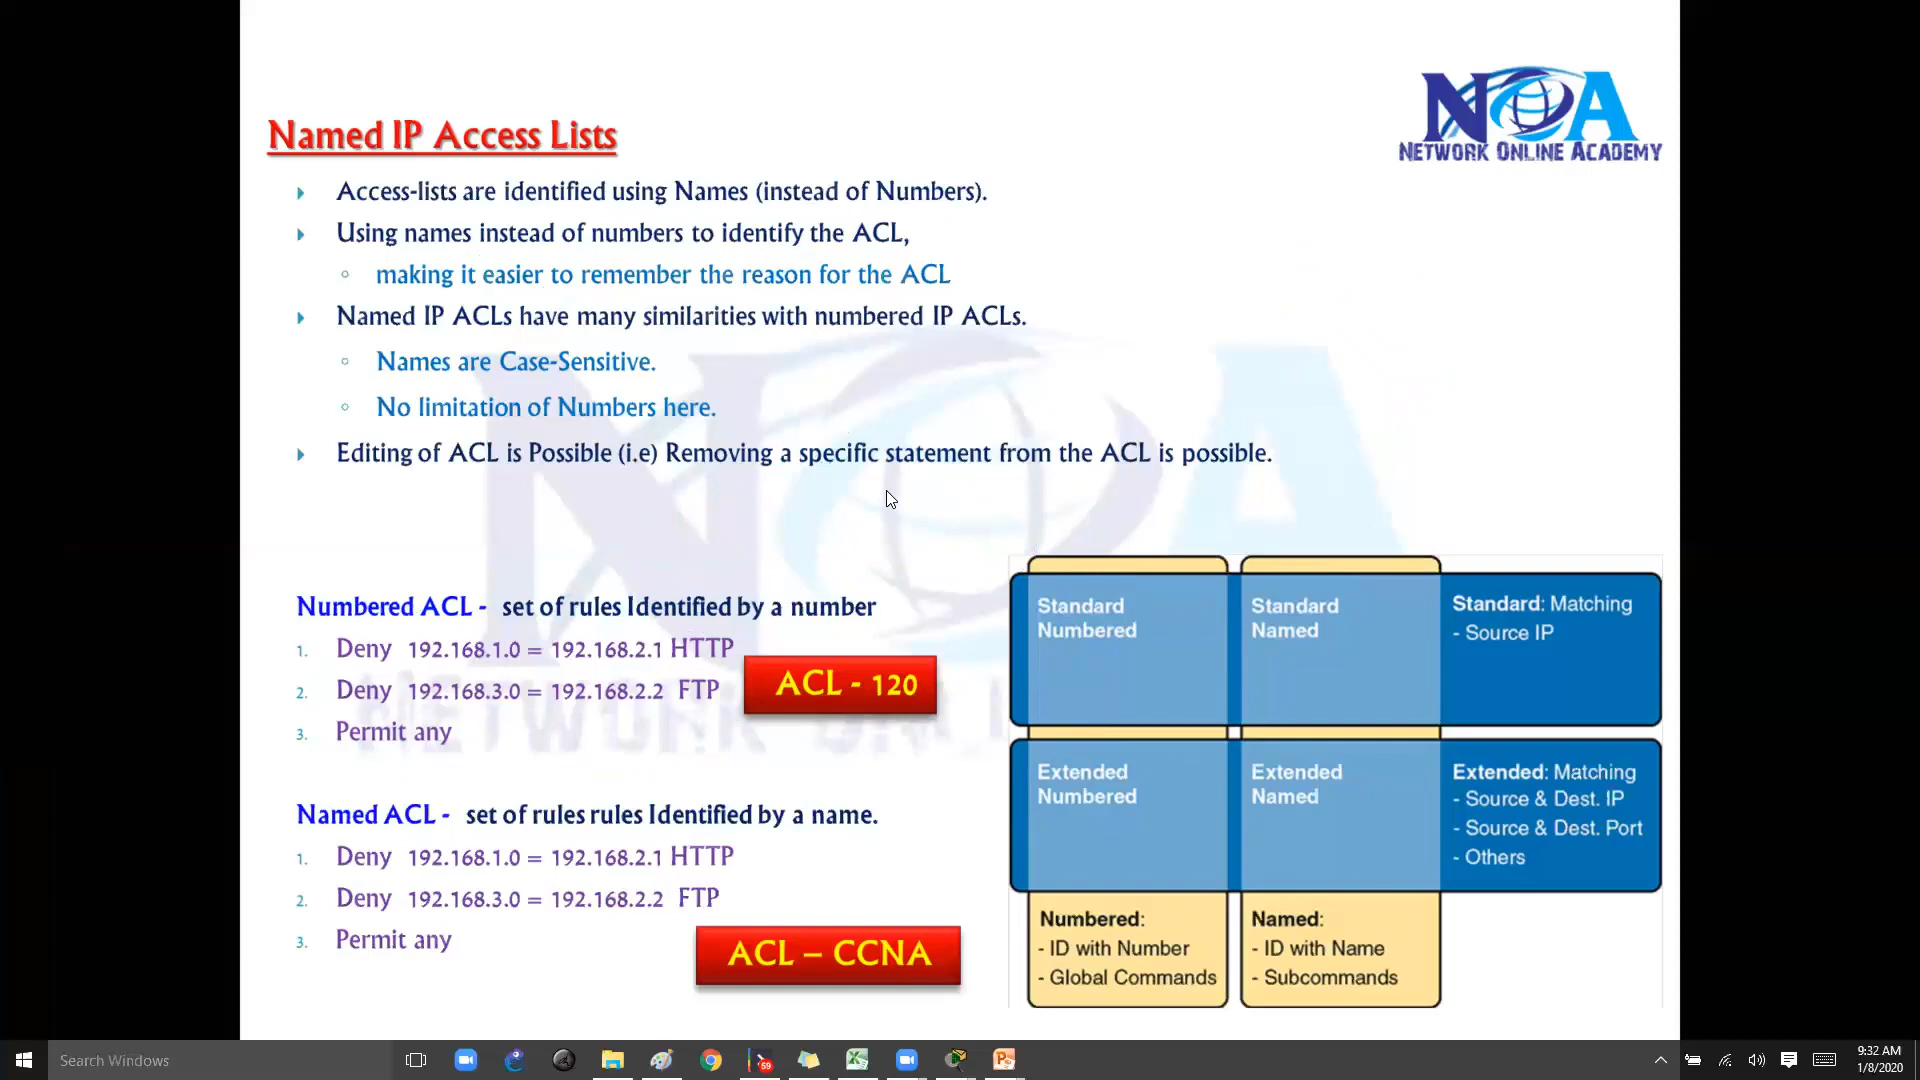 NOA
NETWORK ONLINE ACADEMY
Named IP Access Lists
Access-lists are identified using Names (instead of Numbers).
Using names instead of numbers to identify the ACL,
making it easier to remember the reason for the ACL
Named IP ACLs have many similarities with numbered IP ACLs.
Names are Case-Sensitive.
No limitation of Numbers here.
Editing of ACL is Possible (i.e) Removing a specific statement from the ACL is possible.
Numbered ACL - set of rules Identified by a number
1. Deny 192.168.1.0 = 192.168.2.1 HTTP
2. Deny 192.168.3.0 = 192.168.2.2 FTP
3. Permit any
ACL - 120
Named ACL - set of rules rules Identified by a name.
1. Deny 192.168.1.0 = 192.168.2.1 HTTP
2. Deny 192.168.3.0 = 192.168.2.2 FTP
3. Permit any
ACL – CCNA
Standard
Numbered
Standard
Named
Standard: Matching
- Source IP
Extended
Numbered
Extended
Named
Extended: Matching
- Source & Dest. IP
- Source & Dest. Port
- Others
Numbered:
- ID with Number
- Global Commands
Named:
- ID with Name
- Subcommands
Search Windows
59
9:32 AM
1/8/2020